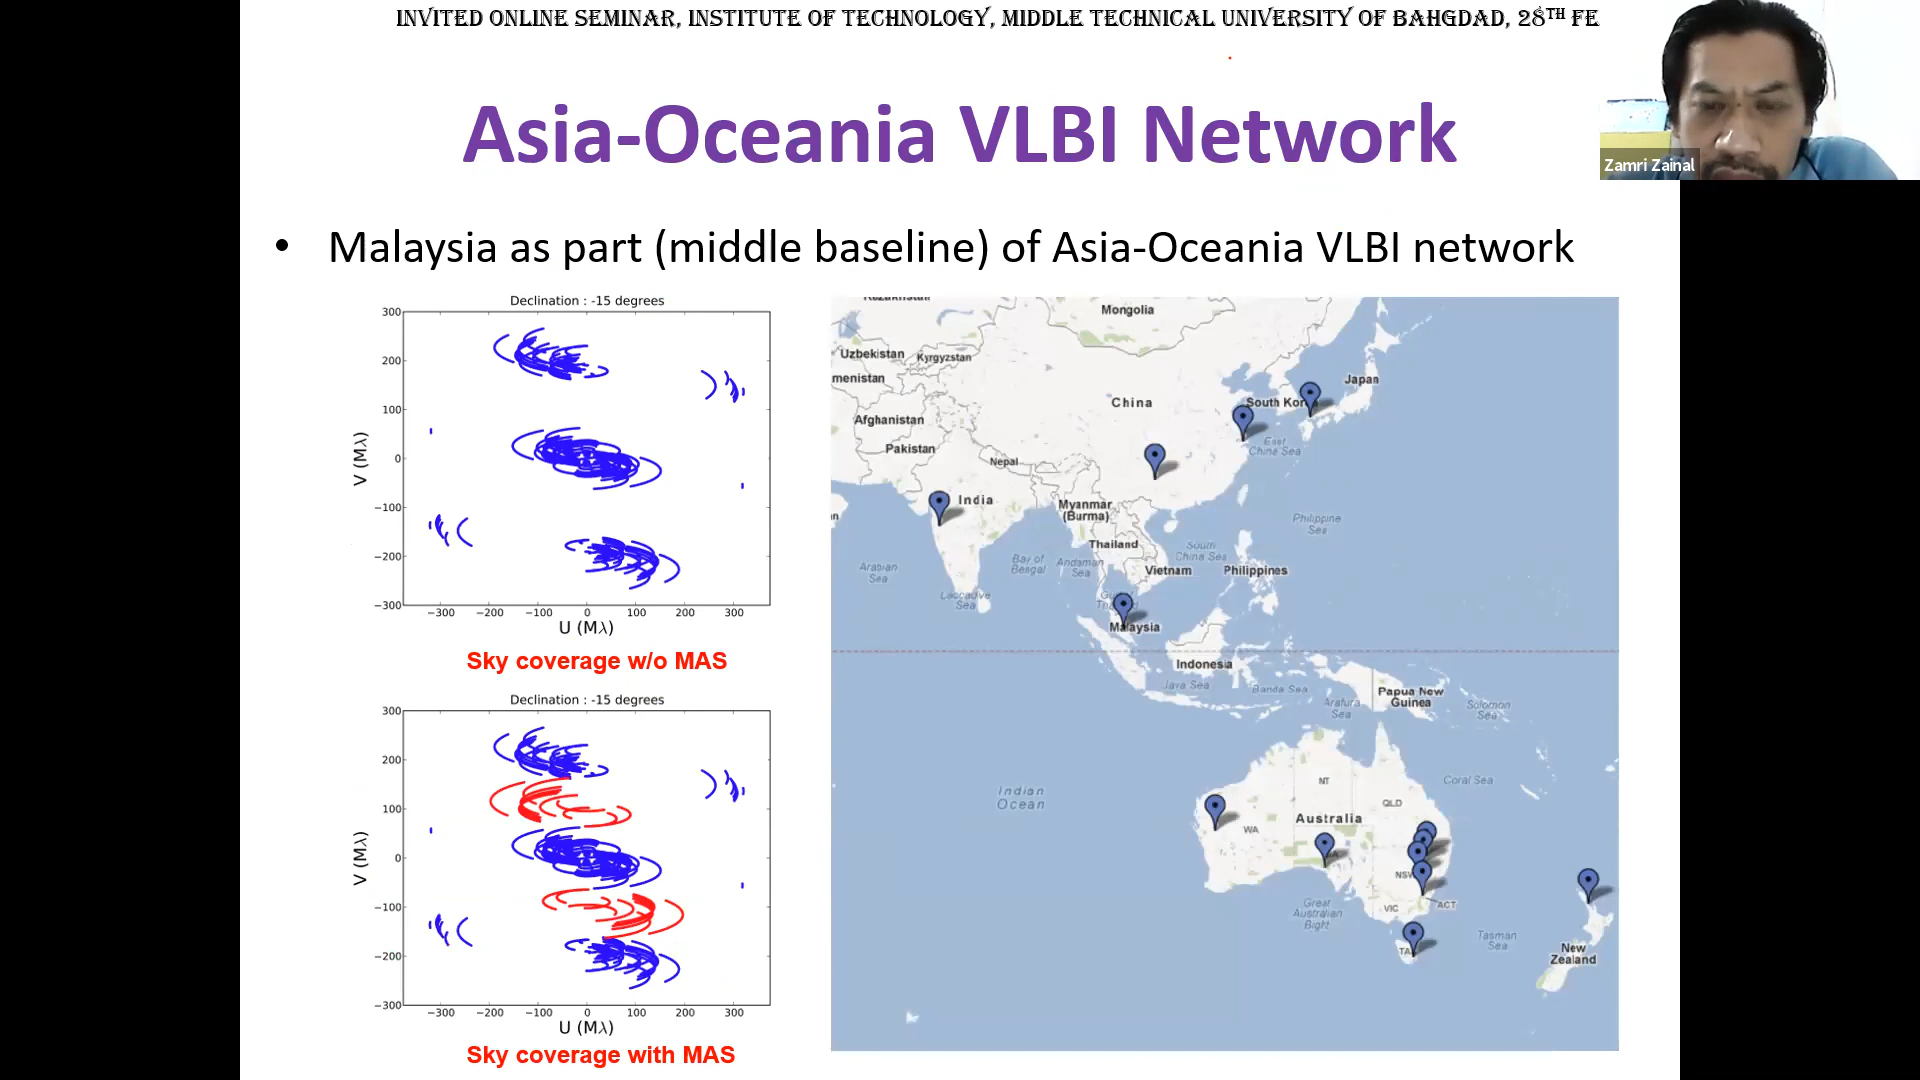 INVITED ONLINE SEMINAR, INSTITUTE OF TECHNOLOGY, MIDDLE TECHNICAL UNIVERSITY OF BAHGDAD, 28TH FE
Zamri Zainal
Asia-Oceania VLBI Network
• Malaysia as part (middle baseline) of Asia-Oceania VLBI network
Declination : -15 degrees
300
200
100
0
−100
−200
−300
V (Mλ)
−300 −200 −100 0 100 200 300
U (Mλ)
Sky coverage w/o MAS
Declination : -15 degrees
300
200
100
0
−100
−200
−300
V (Mλ)
−300 −200 −100 0 100 200 300
U (Mλ)
Sky coverage with MAS
Kazakhstan
Mongolia
Uzbekistan
Kyrgyzstan
menistan
Japan
China
South Kor
Afghanistan
Pakistan
East
China Sea
Nepal
India
Myanmar
(Burma)
Philippine
Sea
Thailand
South
China Sea
Arabian
Sea
Bay of
Bengal
Andaman
Sea
Vietnam
Philippines
Laccadive
Sea
Malaysia
Indonesia
Java Sea
Banda Sea
Papua New
Guinea
Arafura
Sea
Solomon
Sea
Indian
Ocean
NT
Coral Sea
QLD
Australia
WA
NSW
ACT
VIC
Great
Australian
Bight
Tasman
Sea
TA
New
Zealand